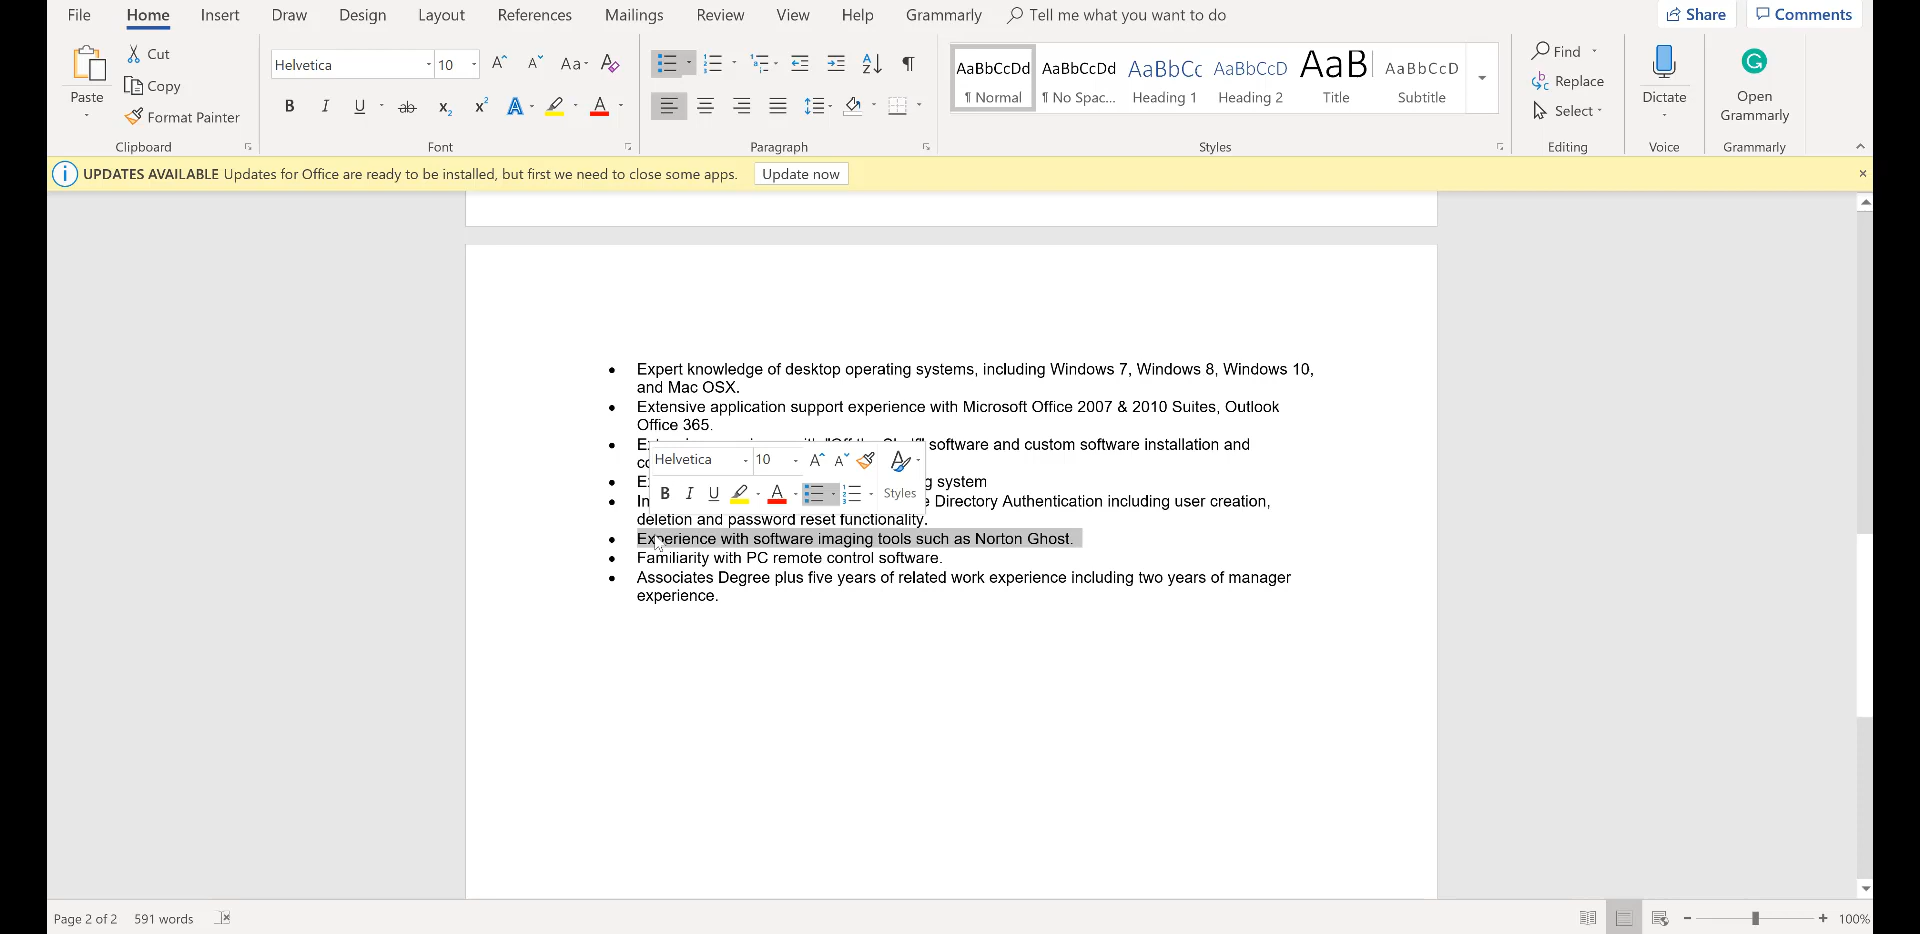 File Home Insert Draw Design Layout References Mailings Review View Help Grammarly Tell me what you want to do Share Comments
Paste Cut Copy Format Painter
Helvetica 10 Aa
B I U ab x₂ x² A A
AaBbCcDd ¶ Normal
AaBbCcDd ¶ No Spac...
AaBbCc Heading 1
AaBbCcD Heading 2
AaB Title
AaBbCcD Subtitle
Find Replace Select
Dictate
Open Grammarly
Clipboard Font Paragraph Styles Editing Voice Grammarly
UPDATES AVAILABLE Updates for Office are ready to be installed, but first we need to close some apps. Update now
• Expert knowledge of desktop operating systems, including Windows 7, Windows 8, Windows 10,
and Mac OSX.
• Extensive application support experience with Microsoft Office 2007 & 2010 Suites, Outlook
Office 365.
• software and custom software installation and
Helvetica 10
• g system
B I U A Styles
• Directory Authentication including user creation,
deletion and password reset functionality.
• Experience with software imaging tools such as Norton Ghost.
• Familiarity with PC remote control software.
• Associates Degree plus five years of related work experience including two years of manager
experience.
Page 2 of 2 591 words 100%